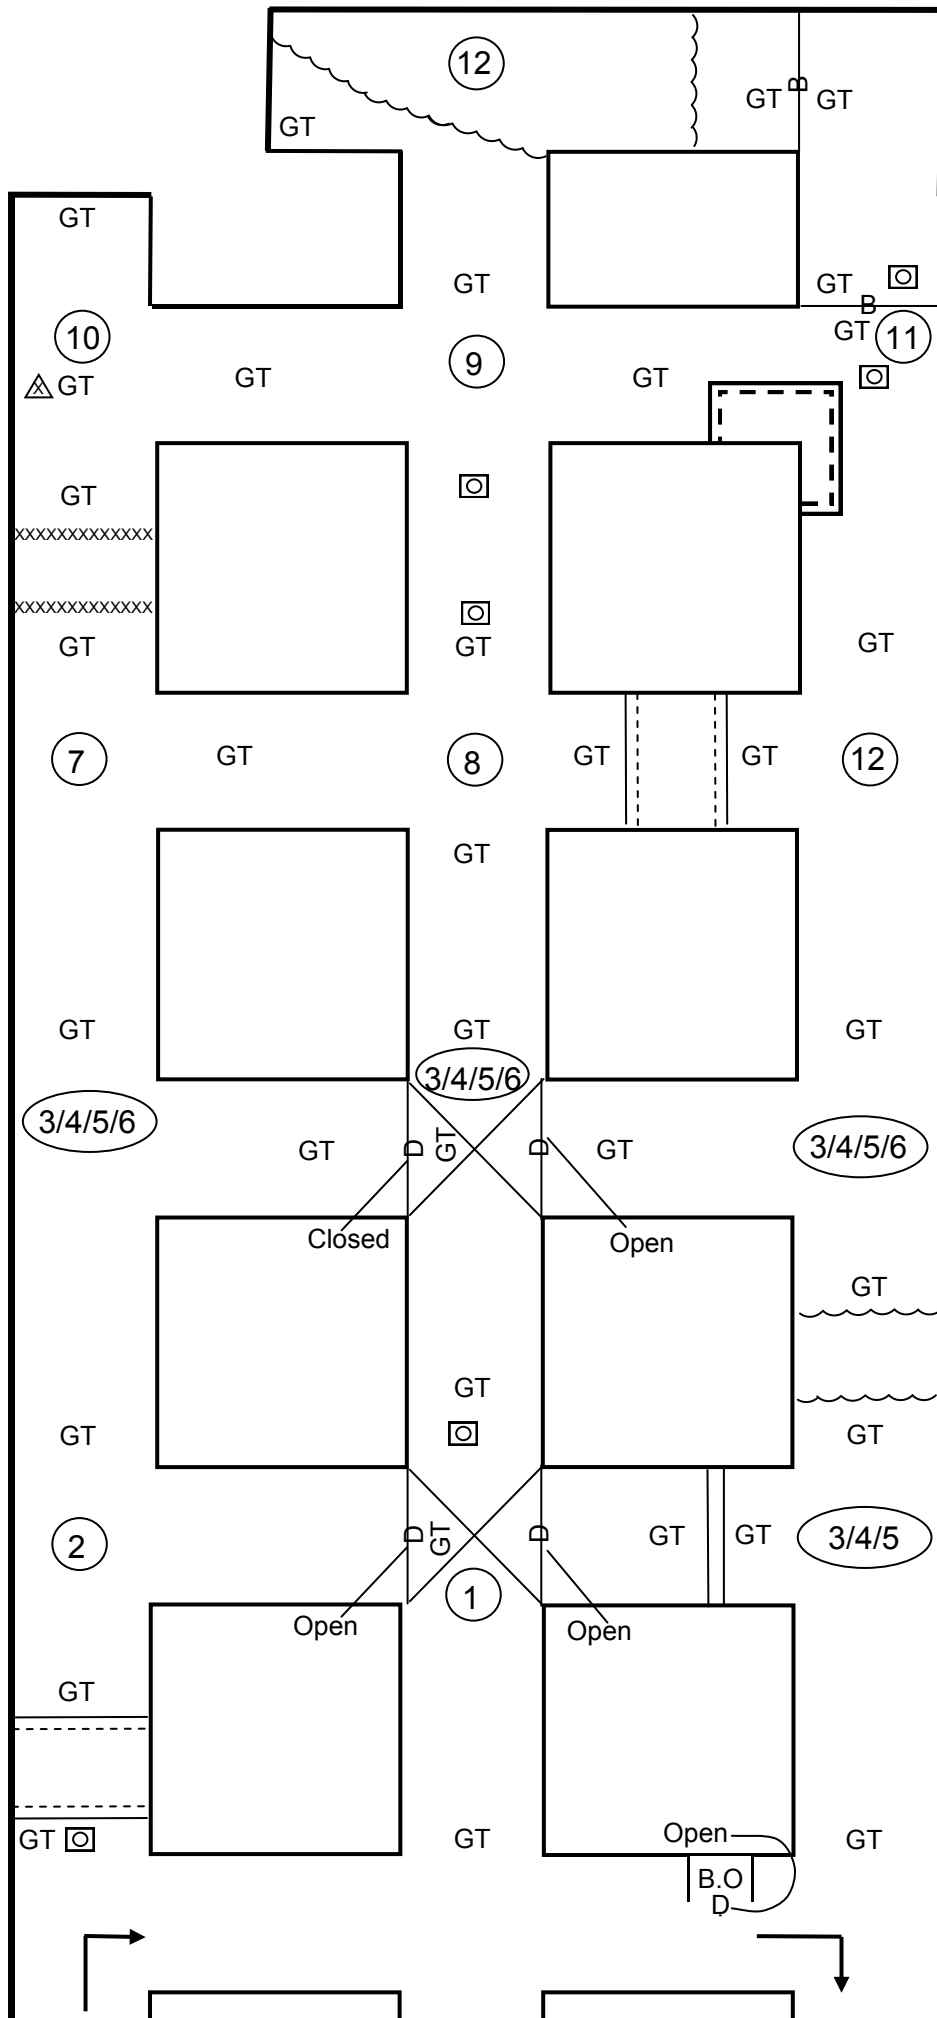 12
GT B GT
GT
GT
GT GT
B
GT 11
10
9
GT GT
X GT
GT
XXXXXXXXXXXXX
XXXXXXXXXXXXX
GT GT GT
7 GT 8 GT GT 12
GT
GT GT GT
3/4/5/6 3/4/5/6 3/4/5/6
GT D GT D GT
Closed Open
GT
GT
GT GT
2 D GT D GT GT 3/4/5
1
Open Open
GT
GT GT Open GT
B.O
D